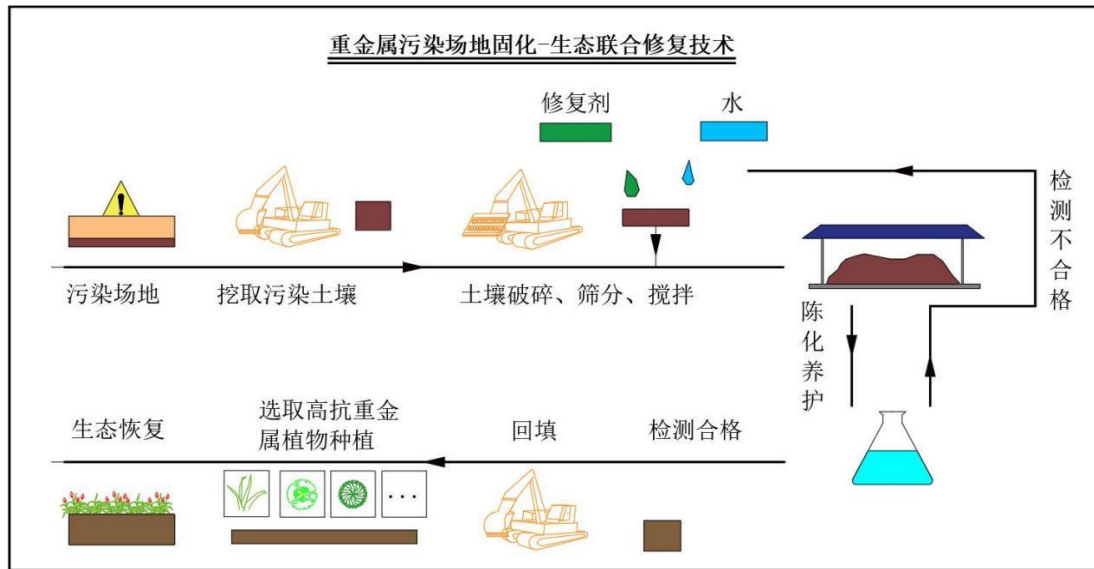 重金属污染场地固化-生态联合修复技术
修复剂
水
检测不合格
污染场地
挖取污染土壤
土壤破碎、筛分、搅拌
陈化养护
生态恢复
选取高抗重金
属植物种植
回填
检测合格
...